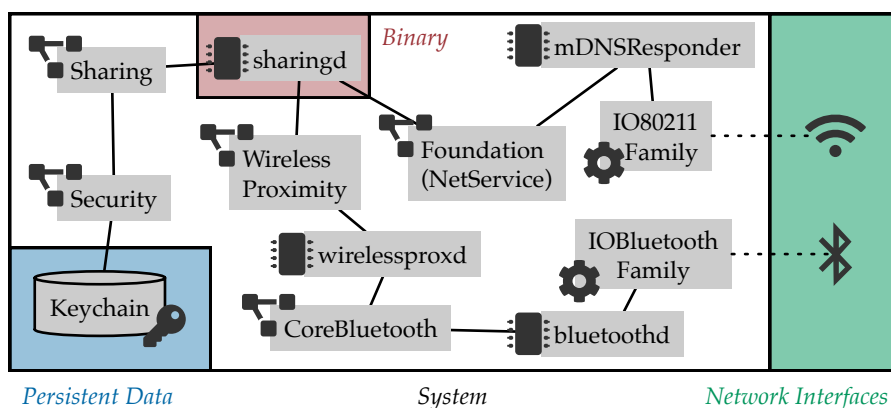 Binary
mDNSResponder
Sharing
sharingd
IO80211
Family
Foundation
(NetService)
Wireless
Proximity
Security
IOBluetooth
Family
wirelessproxd
Keychain
CoreBluetooth
bluetoothd
Persistent Data
System
Network Interfaces